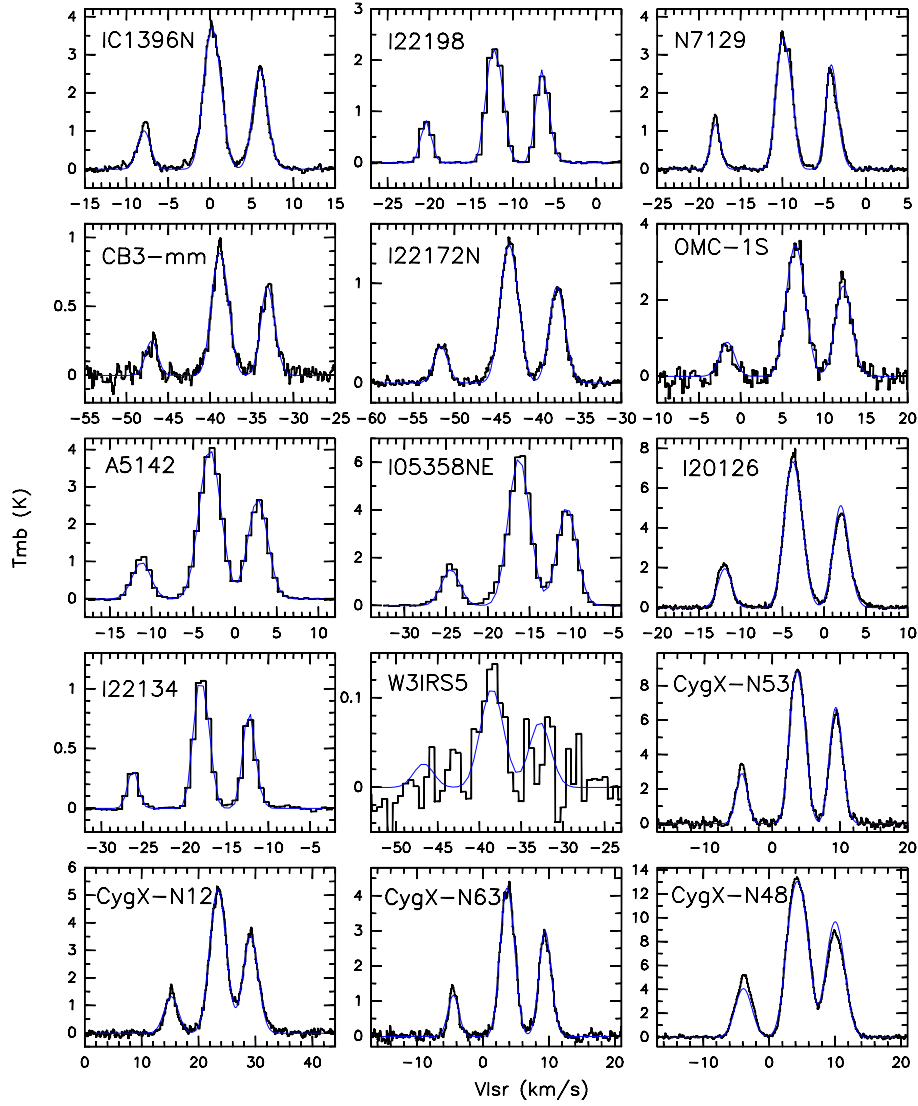 IC1396N
I22198
N7129
4
3
2
1
0
3
2
1
0
4
3
2
1
0
−15 −10 −5 0 5 10 15
−25 −20 −15 −10 −5 0
−25 −20 −15 −10 −5 0 5
CB3−mm
I22172N
OMC−1S
1
0.5
0
1
0
4
2
0
−55 −50 −45 −40 −35 −30 −25
−60 −55 −50 −45 −40 −35 −30
−10 −5 0 5 10 15 20
A5142
I05358NE
I20126
4
3
2
1
0
6
4
2
0
8
6
4
2
0
−15 −10 −5 0 5 10
−30 −25 −20 −15 −10 −5
−20 −15 −10 −5 0 5 10
I22134
W3IRS5
CygX−N53
1
0.5
0
0.1
0
8
6
4
2
0
−30 −25 −20 −15 −10 −5
−50 −45 −40 −35 −30 −25
−10 0 10 20
CygX−N12
CygX−N63
CygX−N48
6
5
4
3
2
1
0
4
3
2
1
0
14
12
10
8
6
4
2
0
0 10 20 30 40
−10 0 10 20
−10 0 10 20
Tmb (K)
Vlsr (km/s)